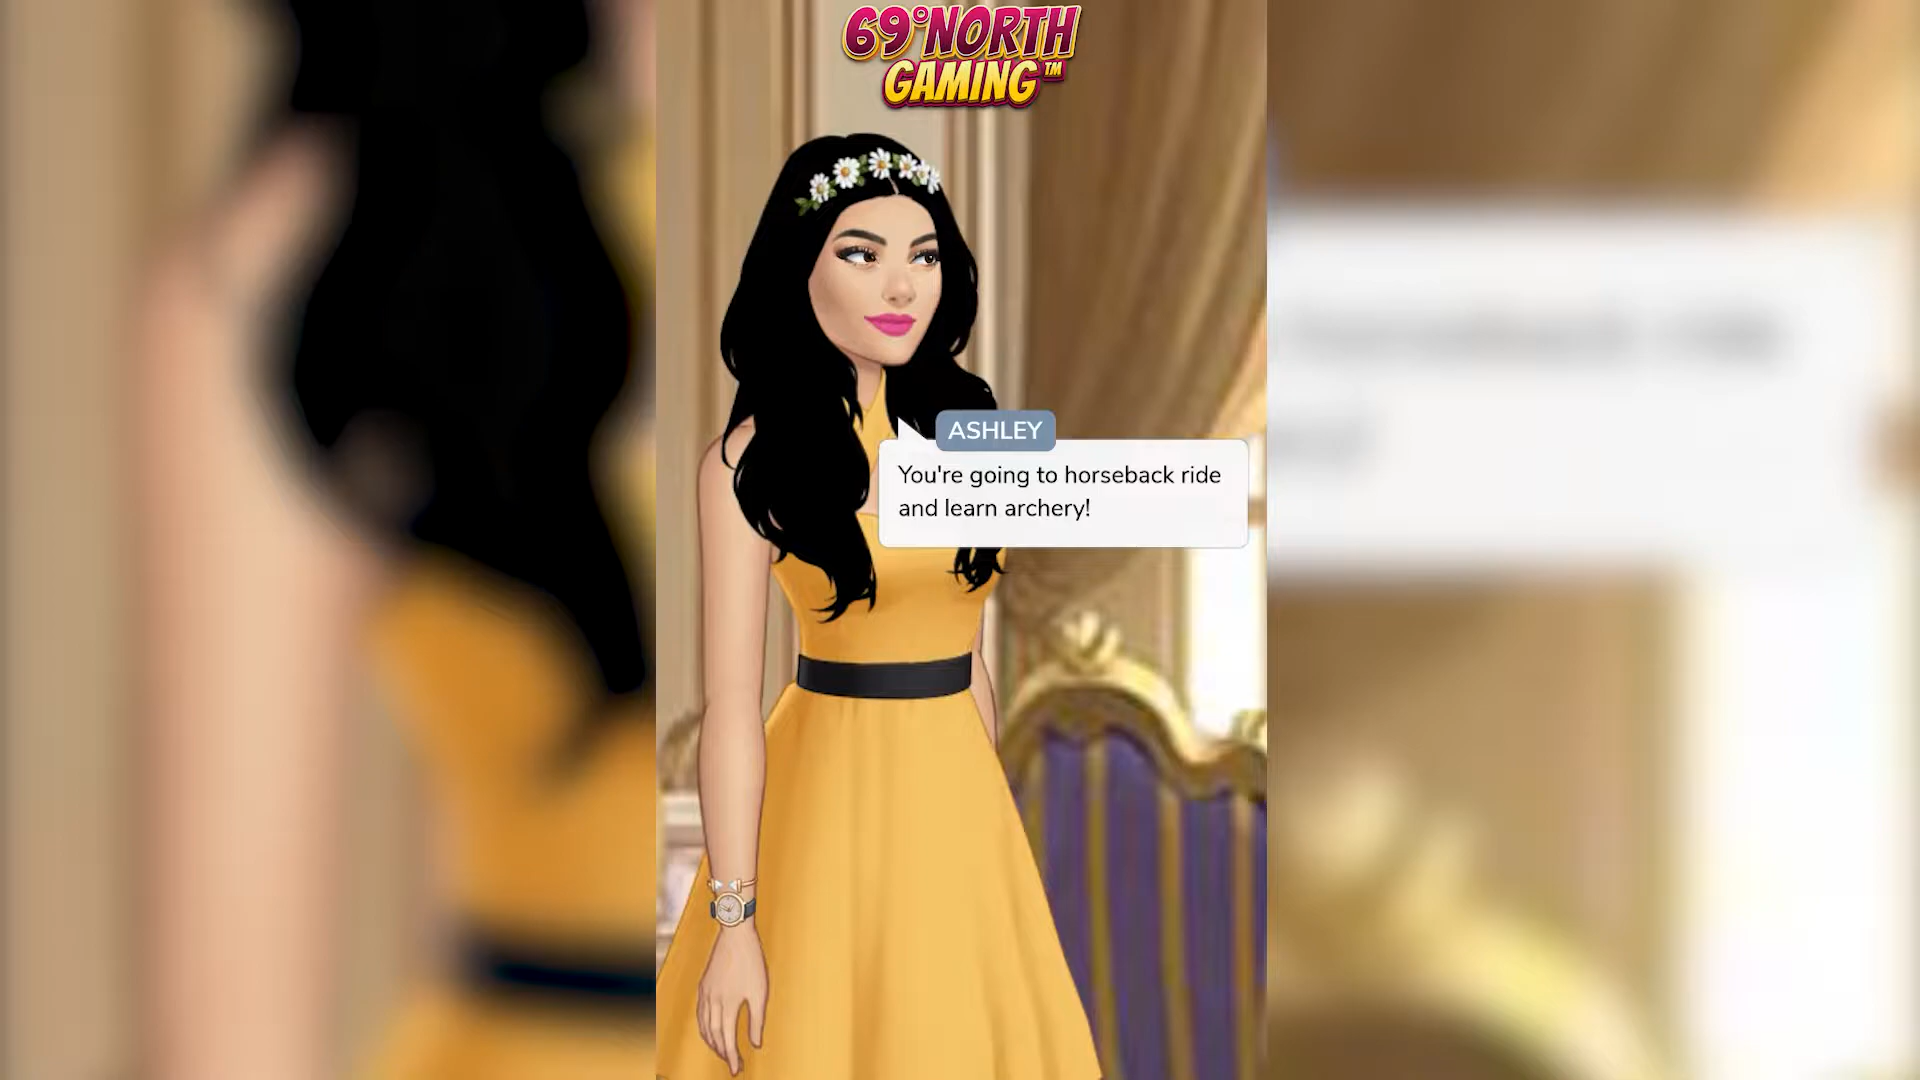 69°NORTH
GAMING™
ASHLEY
You're going to horseback ride
and learn archery!